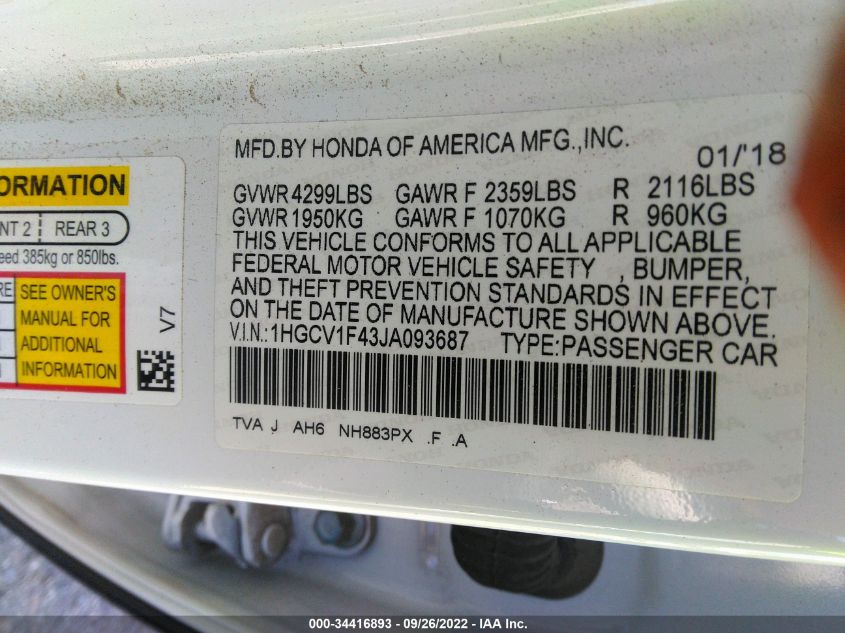 ORMATION
NT 2 REAR 3
eed 385kg or 850lbs.
RE SEE OWNER'S
MANUAL FOR
ADDITIONAL
INFORMATION
V7
MFD.BY HONDA OF AMERICA MFG.,INC. 01/'18
GVWR 4299LBS GAWR F 2359LBS R 2116LBS
GVWR 1950KG GAWR F 1070KG R 960KG
THIS VEHICLE CONFORMS TO ALL APPLICABLE
FEDERAL MOTOR VEHICLE SAFETY , BUMPER,
AND THEFT PREVENTION STANDARDS IN EFFECT
ON THE DATE OF MANUFACTURE SHOWN ABOVE.
V.I.N.:1HGCV1F43JA093687 TYPE:PASSENGER CAR
TVA J AH6 NH883PX .F .A
000-34416893 - 09/26/2022 - IAA Inc.